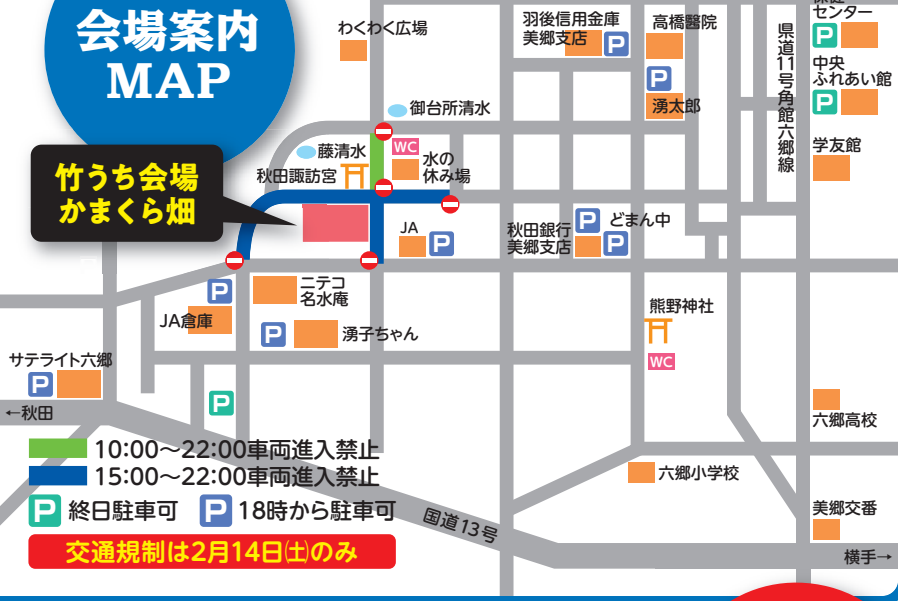 会場案内
MAP
竹うち会場
かまくら畑
わくわく広場
羽後信用金庫
美郷支店
P
高橋醫院
P
湧太郎
県道11号角館六郷線
センター
P
中央
ふれあい館
P
学友館
御台所清水
藤清水
秋田諏訪宮
WC
水の
休み場
JA
P
秋田銀行
美郷支店
P
P
どまん中
ニテコ
名水庵
P
JA倉庫
P
湧子ちゃん
熊野神社
WC
サテライト六郷
P
P
←秋田
六郷高校
六郷小学校
美郷交番
国道13号
横手→
10:00～22:00車両進入禁止
15:00～22:00車両進入禁止
P 終日駐車可 P 18時から駐車可
交通規制は2月14日㈯のみ